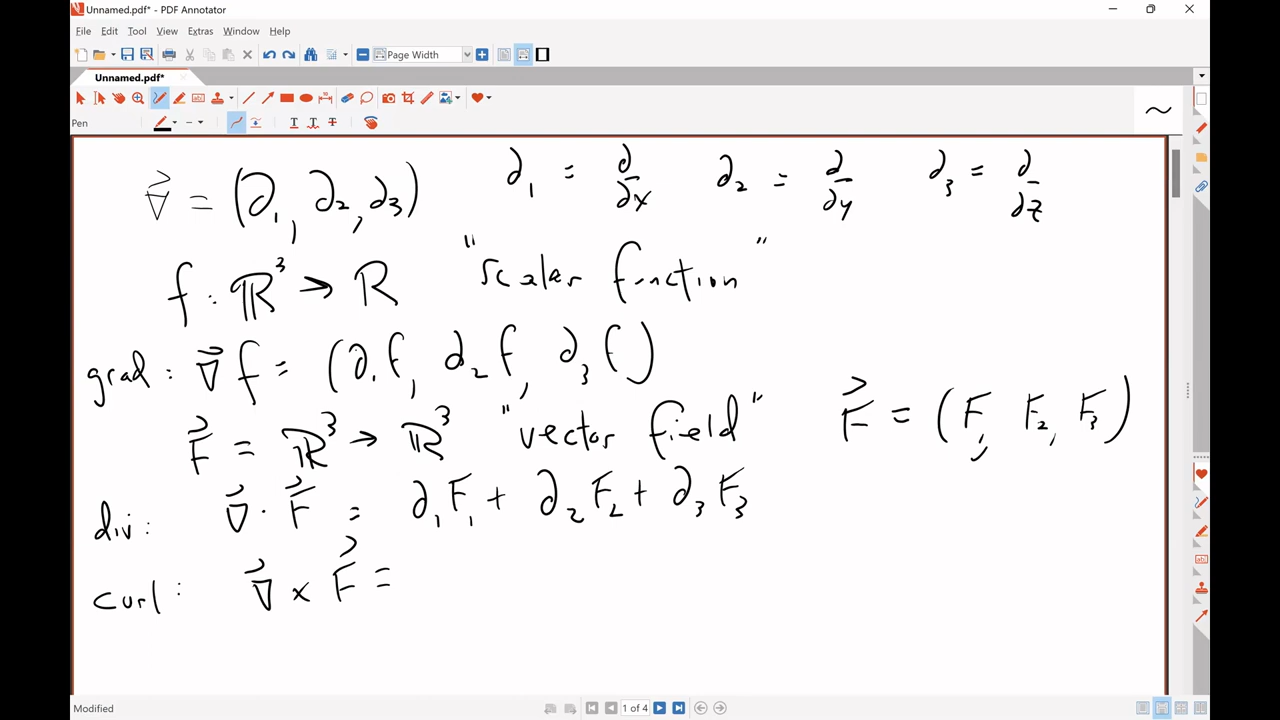 Unnamed.pdf* - PDF Annotator
File Edit Tool View Extras Window Help
Page Width
Unnamed.pdf*
Pen
∇⃗ = (∂₁, ∂₂, ∂₃) ∂₁ = ∂/∂x ∂₂ = ∂/∂y ∂₃ = ∂/∂z
f : ℝ³ → ℝ "scalar function"
grad: ∇⃗f = (∂₁f, ∂₂f, ∂₃f)
F⃗ = ℝ³ → ℝ³ "vector field" F⃗ = (F₁, F₂, F₃)
div: ∇⃗ · F⃗ = ∂₁F₁ + ∂₂F₂ + ∂₃F₃
curl: ∇⃗ × F⃗ =
Modified 1 of 4